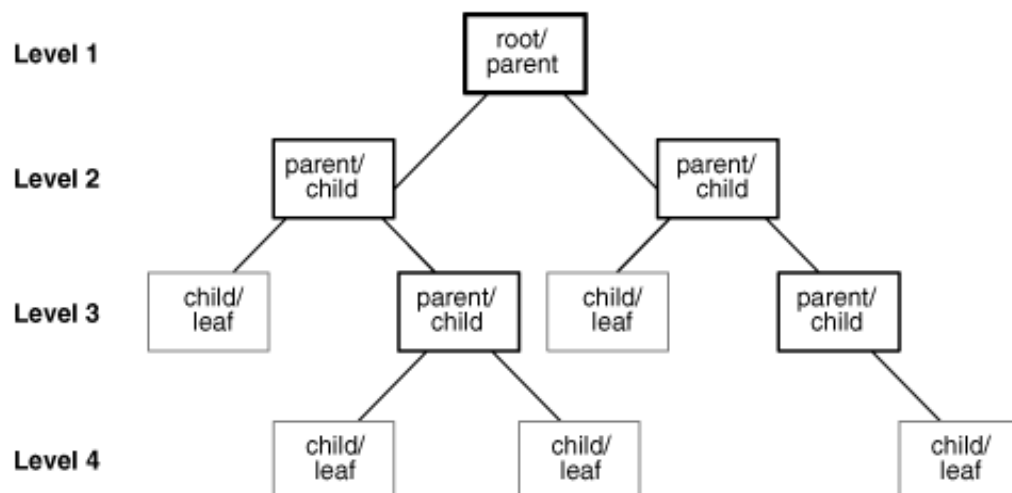 Level 1
root/
parent
Level 2
parent/
child
parent/
child
Level 3
child/
leaf
parent/
child
child/
leaf
parent/
child
Level 4
child/
leaf
child/
leaf
child/
leaf